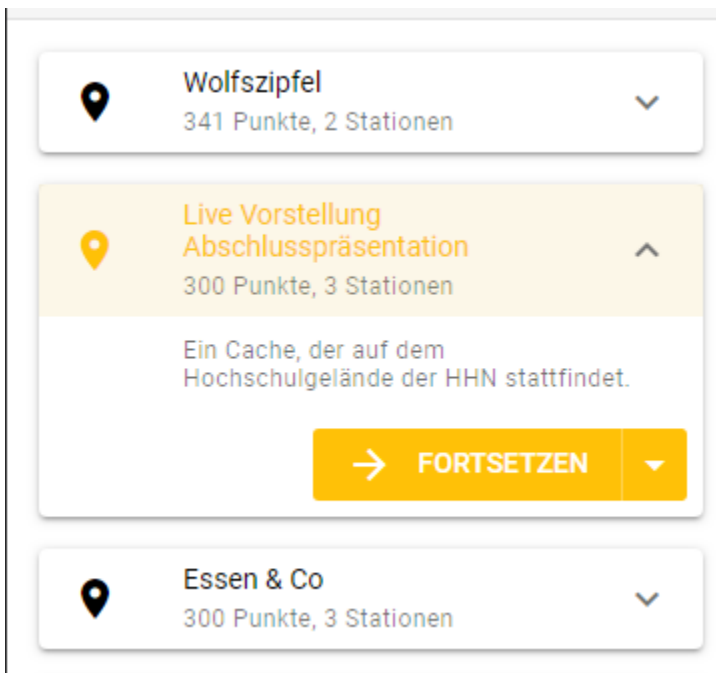 Wolfszipfel
341 Punkte, 2 Stationen
Live Vorstellung
Abschlusspräsentation
300 Punkte, 3 Stationen
Ein Cache, der auf dem
Hochschulgelände der HHN stattfindet.
FORTSETZEN
Essen & Co
300 Punkte, 3 Stationen